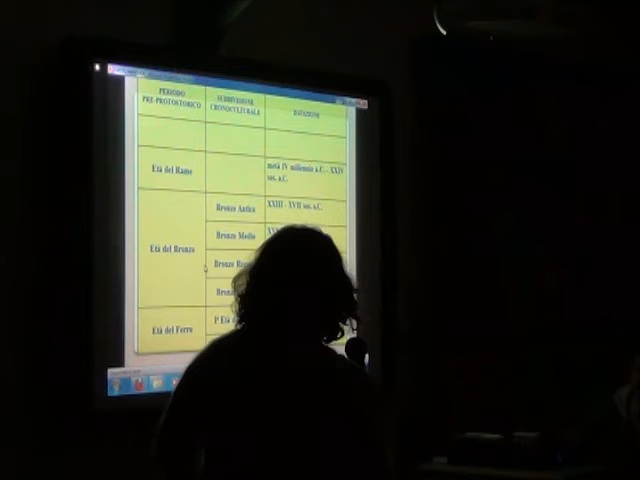 PERIODO
PRE-PROTOSTORICO
SUDDIVISIONE
CRONOCULTURALE
DATAZIONE
Età del Rame
metà IV millennio a.C. - XXIV
sec. a.C.
Età del Bronzo
Bronzo Antico
XXIII - XVII sec. a.C.
Bronzo Medio
Bronzo
Età del Ferro